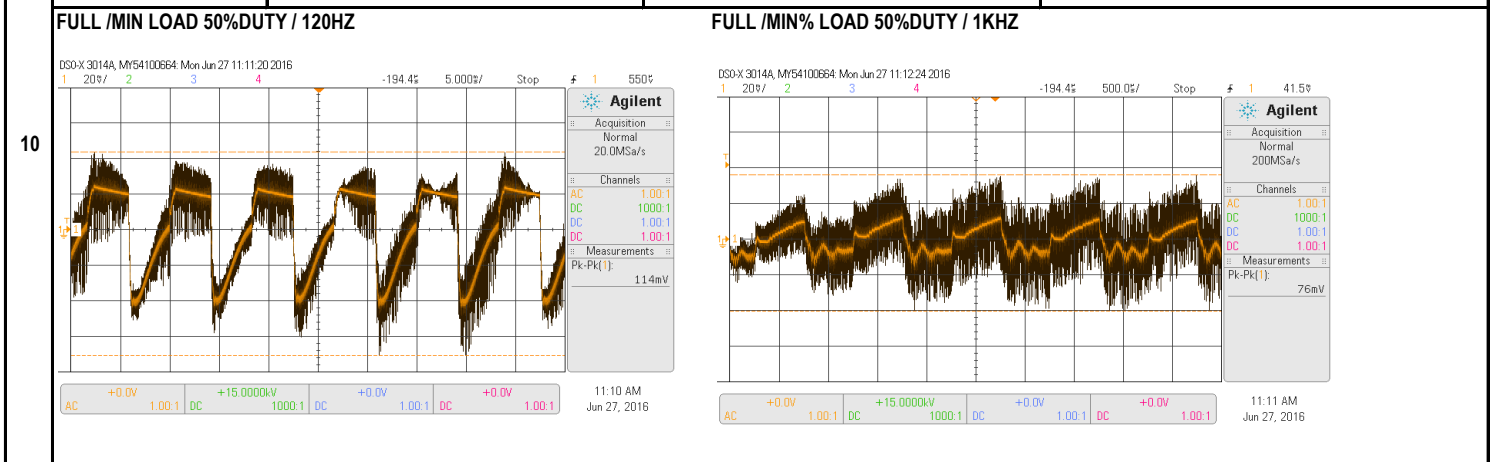 FULL /MIN LOAD 50%DUTY / 120HZ
FULL /MIN% LOAD 50%DUTY / 1KHZ
10
DSO-X 3014A, MY54100664: Mon Jun 27 11:11:20 2016
1 20⅟/ 2 3 4 -194.4 5.000 / Stop 1 550
Agilent
Acquisition
Normal
20.0MSa/s
Channels
AC 1.00:1
DC 1000:1
DC 1.00:1
DC 1.00:1
Measurements
Pk-Pk(1):
114mV
+0.0V +15.0000kV +0.0V +0.0V
AC 1.00:1 DC 1000:1 DC 1.00:1 DC 1.00:1
11:10 AM
Jun 27, 2016
DSO-X 3014A, MY54100664: Mon Jun 27 11:12:24 2016
1 20 / 2 3 4 -194.4 500.0 / Stop 1 41.5
Agilent
Acquisition
Normal
200MSa/s
Channels
AC 1.00:1
DC 1000:1
DC 1.00:1
DC 1.00:1
Measurements
Pk-Pk(1):
76mV
+0.0V +15.0000kV +0.0V +0.0V
AC 1.00:1 DC 1000:1 DC 1.00:1 DC 1.00:1
11:11 AM
Jun 27, 2016